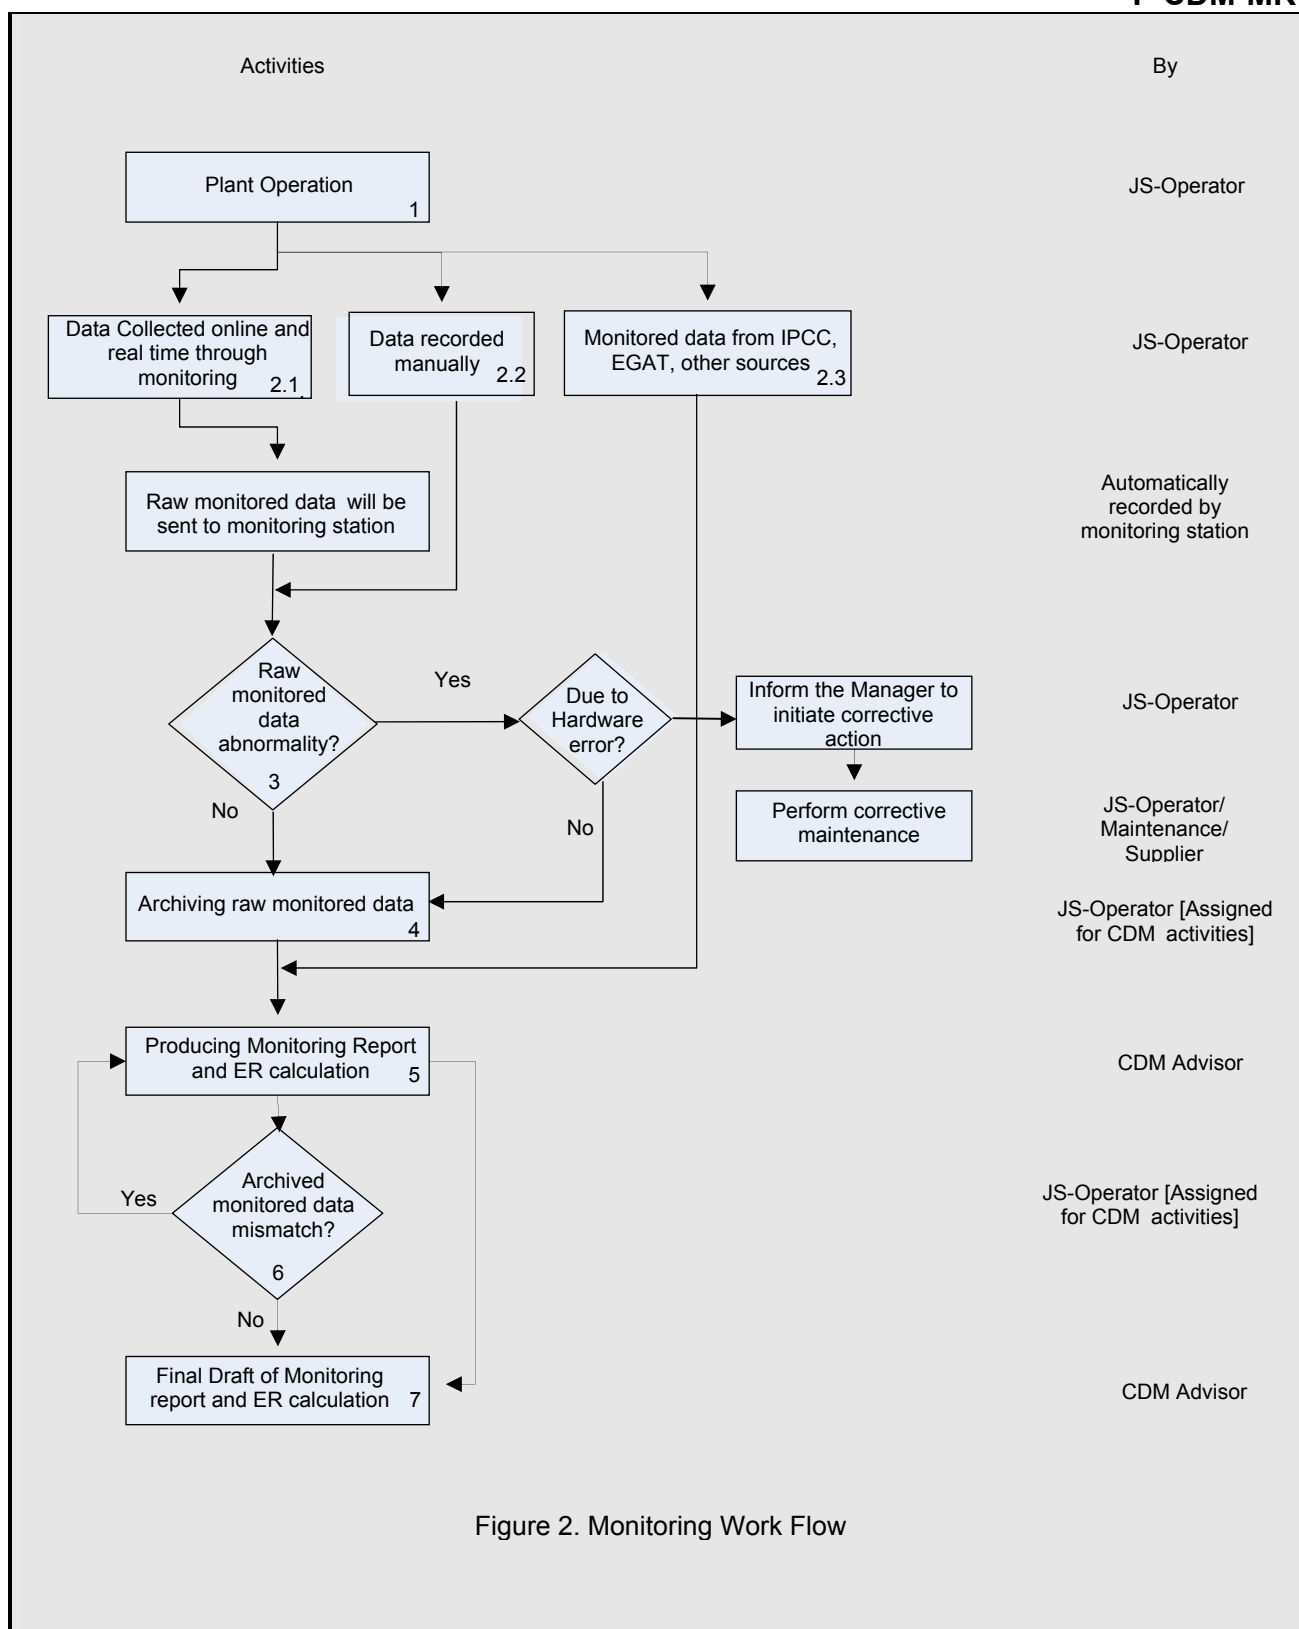 Activities
By
Plant Operation
1
JS-Operator
Data Collected online and
real time through
monitoring
2.1.
Data recorded
manually
2.2
Monitored data from IPCC,
EGAT, other sources
2.3
JS-Operator
Raw monitored data will be
sent to monitoring station
Automatically
recorded by
monitoring station
Raw
monitored
data
abnormality?
3
Yes
No
Due to
Hardware
error?
No
Inform the Manager to
initiate corrective
action
JS-Operator
Perform corrective
maintenance
JS-Operator/
Maintenance/
Supplier
Archiving raw monitored data
4
JS-Operator [Assigned
for CDM activities]
Producing Monitoring Report
and ER calculation
5
CDM Advisor
Archived
monitored data
mismatch?
6
Yes
No
JS-Operator [Assigned
for CDM activities]
Final Draft of Monitoring
report and ER calculation
7
CDM Advisor
Figure 2. Monitoring Work Flow